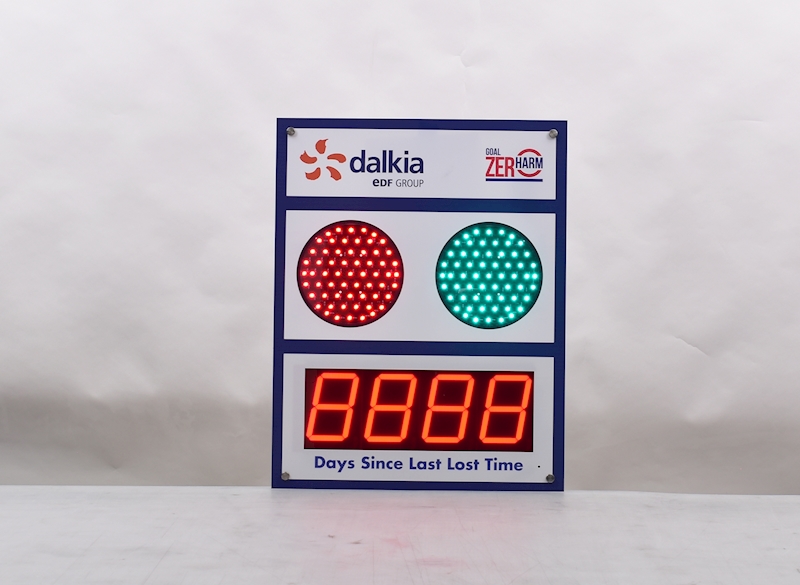 dalkia
eDF GROUP
GOAL
ZERO HARM
8888
Days Since Last Lost Time